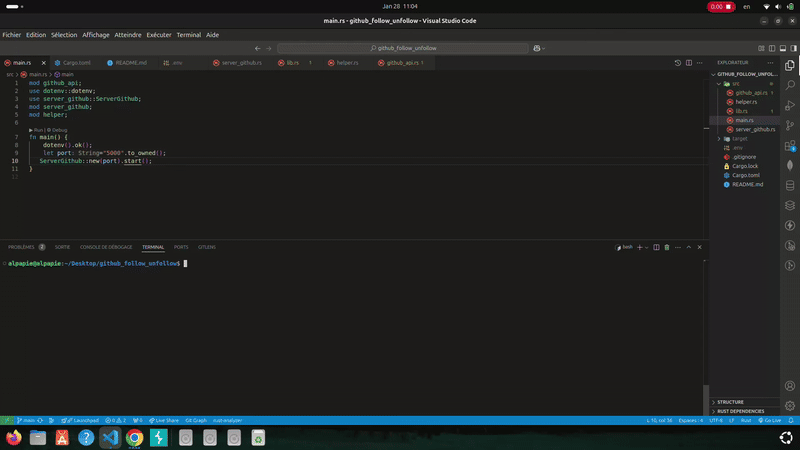 Jan 28 11:04
0:00
en
main.rs - github_follow_unfollow - Visual Studio Code
Fichier Edition Sélection Affichage Atteindre Exécuter Terminal Aide
github_follow_unfollow
main.rs Cargo.toml README.md .env server_github.rs lib.rs 1 helper.rs github_api.rs 1
src > main.rs > main
1 mod github_api;
2 use dotenv::dotenv;
3 use server_github::ServerGithub;
4 mod server_github;
5 mod helper;
6
Run | Debug
7 fn main() {
8 dotenv().ok();
9 let port: String="5000".to_owned();
10 ServerGithub::new(port).start();
11 }
12
EXPLORATEUR
GITHUB_FOLLOW_UNFOLL...
src
github_api.rs 1
helper.rs
lib.rs 1
main.rs
server_github.rs
target
.env
.gitignore
Cargo.lock
Cargo.toml
README.md
STRUCTURE
RUST DEPENDENCIES
PROBLÈMES 2 SORTIE CONSOLE DE DÉBOGAGE TERMINAL PORTS GITLENS
bash
alpapie@alpapie:~/Desktop/github_follow_unfollow$
main Launchpad 0 2 6 Live Share Git Graph rust-analyzer
L 10, col 36 Espaces : 4 UTF-8 LF Rust Go Live